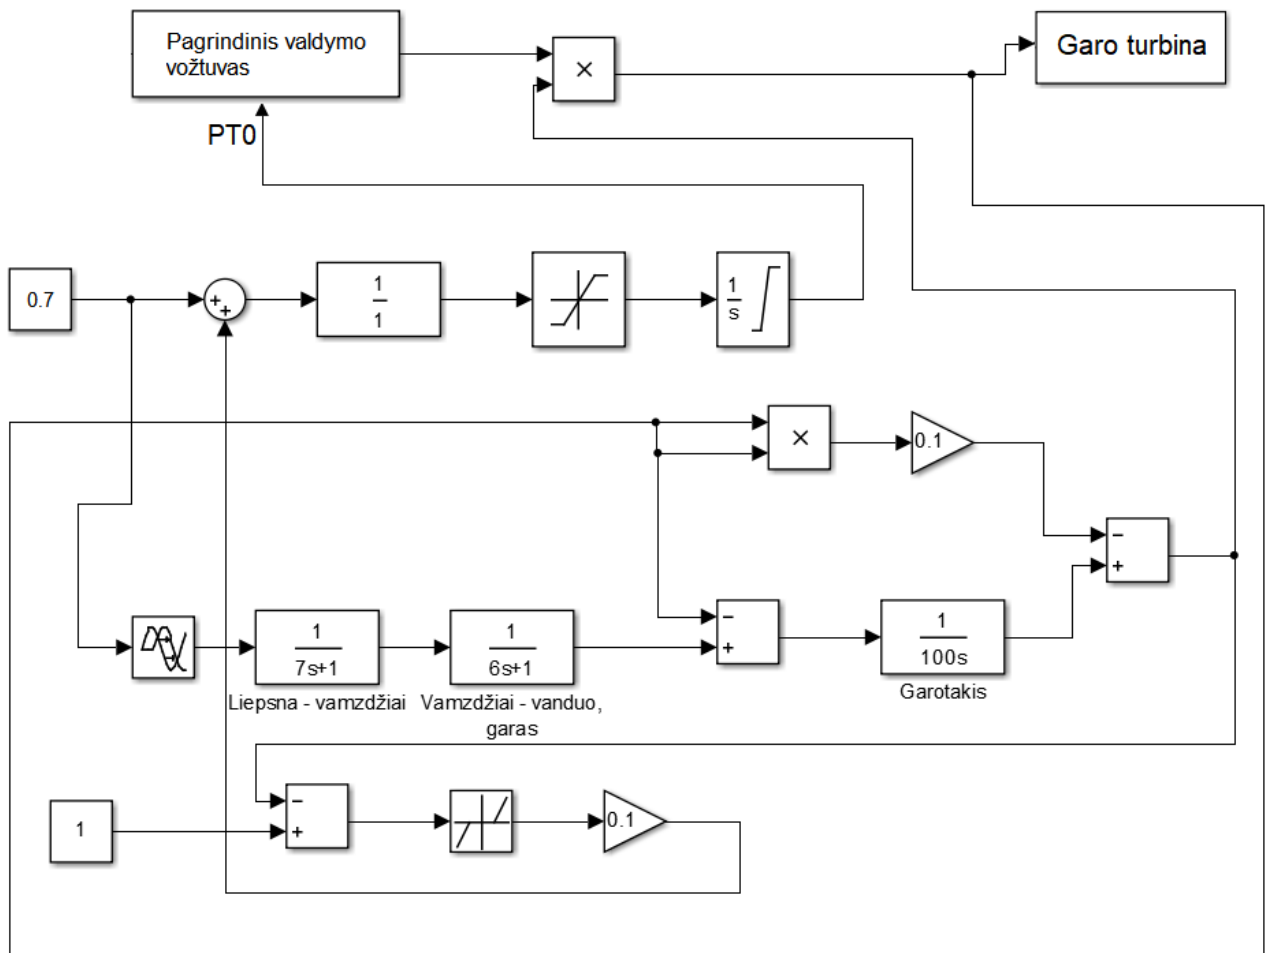 Pagrindinis valdymo
vožtuvas
×
Garo turbina
PT0
0.7
+
+
1
1
1
s
×
0.1
−
+
1
7s+1
Liepsna - vamzdžiai
1
6s+1
Vamzdžiai - vanduo,
garas
−
+
1
100s
Garotakis
1
−
+
0.1